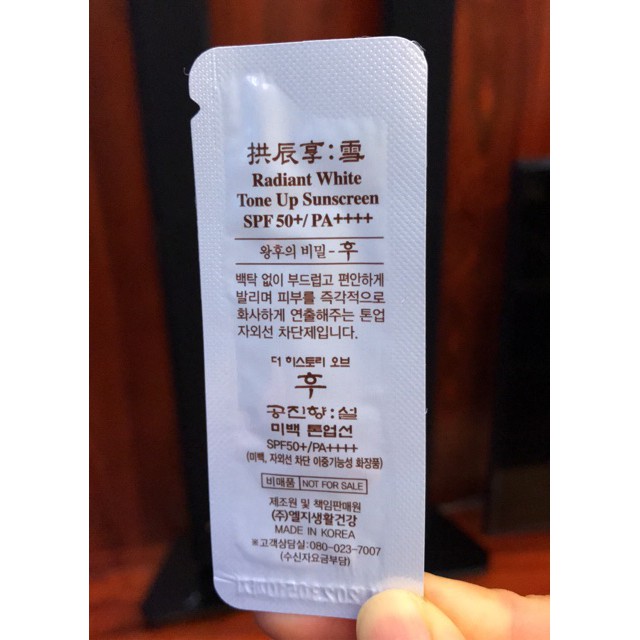 拱辰享:雪
Radiant White
Tone Up Sunscreen
SPF 50+/PA++++
왕후의 비밀-후
백탁 없이 부드럽고 편안하게
발리며 피부를 즉각적으로
화사하게 연출해주는 톤업
자외선 차단제입니다.
더 히스토리 오브
후
공진향:설
미백 톤업선
SPF50+/PA++++
(미백, 자외선 차단 이중기능성 화장품)
비매품 NOT FOR SALE
제조원 및 책임판매원
(주)엘지생활건강
MADE IN KOREA
※고객상담실:080-023-7007
(수신자요금부담)